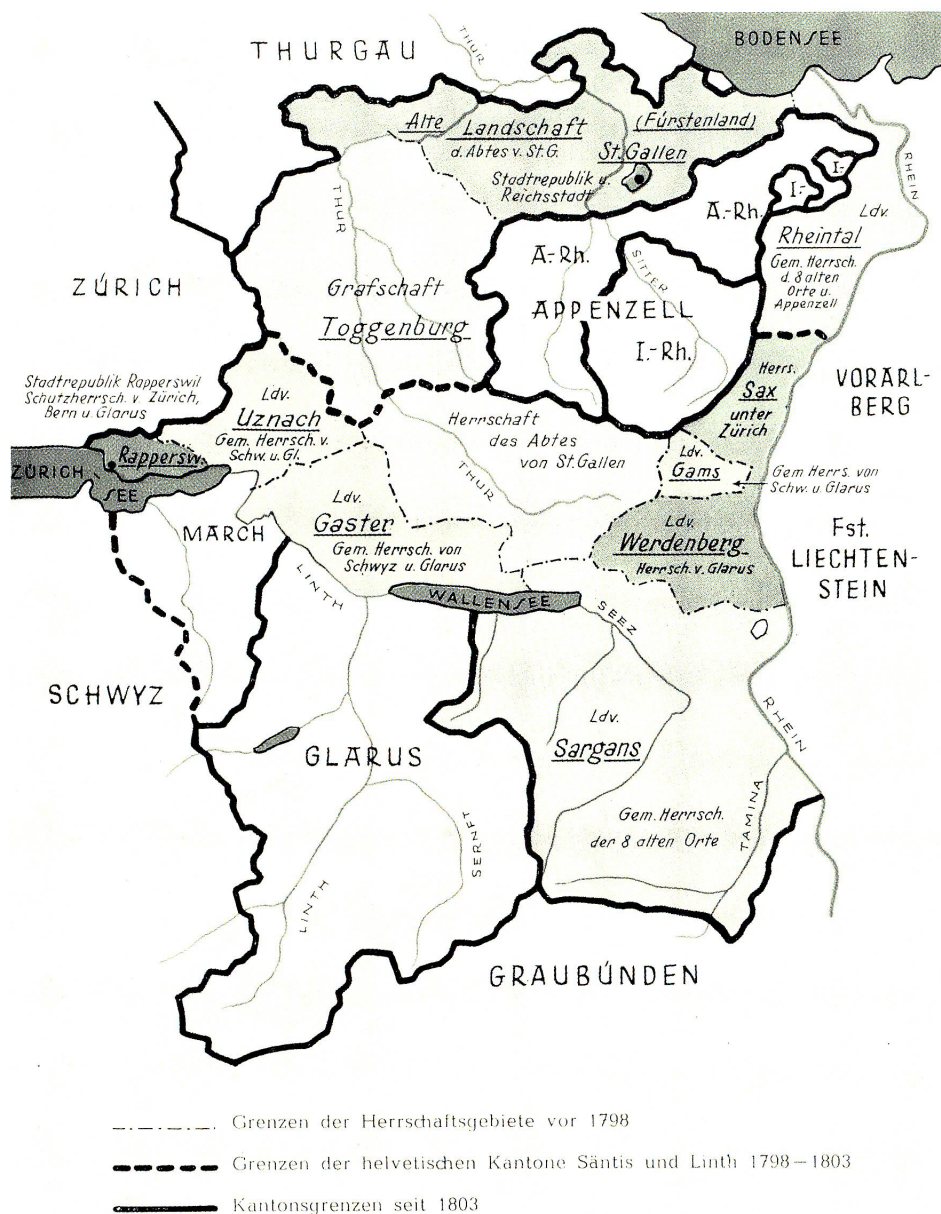 THURGAU
THUR
BODENSEE
Alte Landschaft
d. Abtes v. St.G.
(Fürstenland)
St.Gallen
Stadtrepublik u.
Reichsstadt
THUR
I.-
I.-
A.-Rh.
RHEIN
Ldv.
Rheintal
Gem. Herrsch.
d. 8 alten
Orte u.
Appenzell
A.-Rh.
SITTER
ZÜRICH
Grafschaft
Toggenburg
APPENZELL
I.-Rh.
Stadtrepublik Rapperswil
Schutzherrsch. v. Zürich,
Bern u. Glarus
Ldv.
Uznach
Gem. Herrsch. v.
Schw. u. Gl.
Herrschaft
des Abtes
von St. Gallen
THUR
Herrs.
Sax
unter
Zürich
VORARL-
BERG
Rappersw.
ZÜRICH
SEE
Ldv.
Gams
Gem Herrs. von
Schw. u. Glarus
MARCH
Ldv.
Gaster
Gem. Herrsch. von
Schwyz u. Glarus
Ldv.
Werdenberg
Herrsch. v. Glarus
Fst.
LIECHTEN-
STEIN
LINTH
WALLENSEE
SEEZ
SCHWYZ
GLARUS
Ldv.
Sargans
RHEIN
SERNFT
Gem. Herrsch.
der 8 alten Orte
TAMINA
LINTH
GRAUBÜNDEN
Grenzen der Herrschaftsgebiete vor 1798
Grenzen der helvetischen Kantone Säntis und Linth 1798–1803
Kantonsgrenzen seit 1803